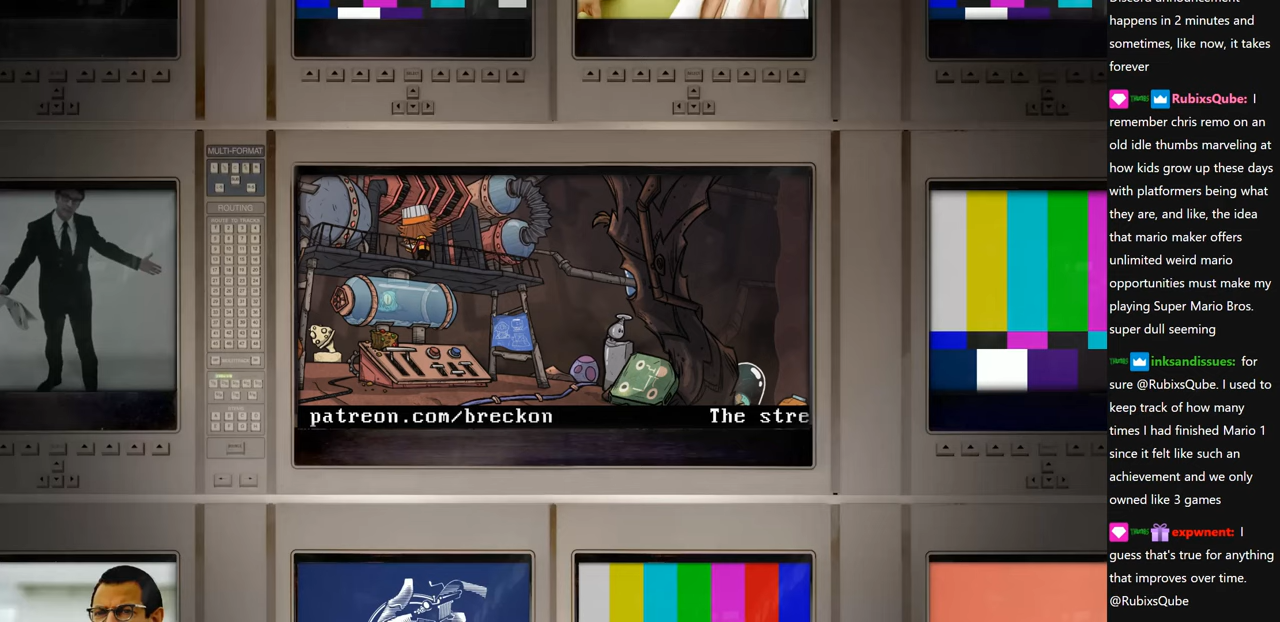 Discord announcement
happens in 2 minutes and
sometimes, like now, it takes
forever
RubixsQube: I
remember chris remo on an
old idle thumbs marveling at
how kids grow up these days
with platformers being what
they are, and like, the idea
that mario maker offers
unlimited weird mario
opportunities must make my
playing Super Mario Bros.
super dull seeming
inksandissues: for
sure @RubixsQube. I used to
keep track of how many
times I had finished Mario 1
since it felt like such an
achievement and we only
owned like 3 games
expwnent: I
guess that's true for anything
that improves over time.
@RubixsQube
MULTI-FORMAT
ROUTING
ROUTE TO TRACKS
patreon.com/breckon The stre